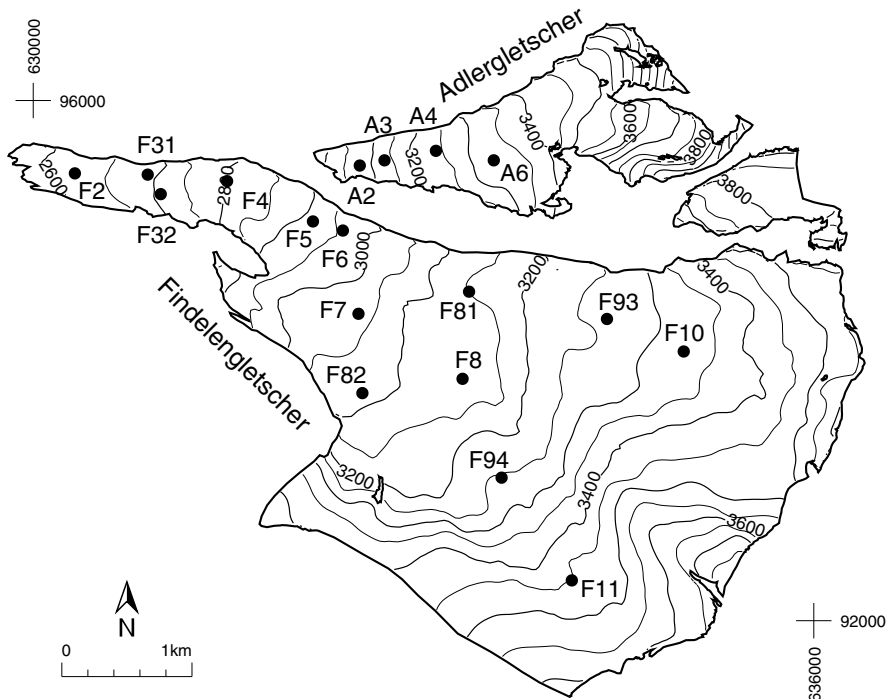 630000
96000
Adlergletscher
3400
3600
3800
A3
A4
3200
A6
A2
F31
2600
F2
2800
F4
F32
F5
F6
3000
3800
3200
3400
F7
F81
F93
F10
Findelengletscher
F82
F8
F94
3200
3400
3600
F11
N
0 1km
92000
636000